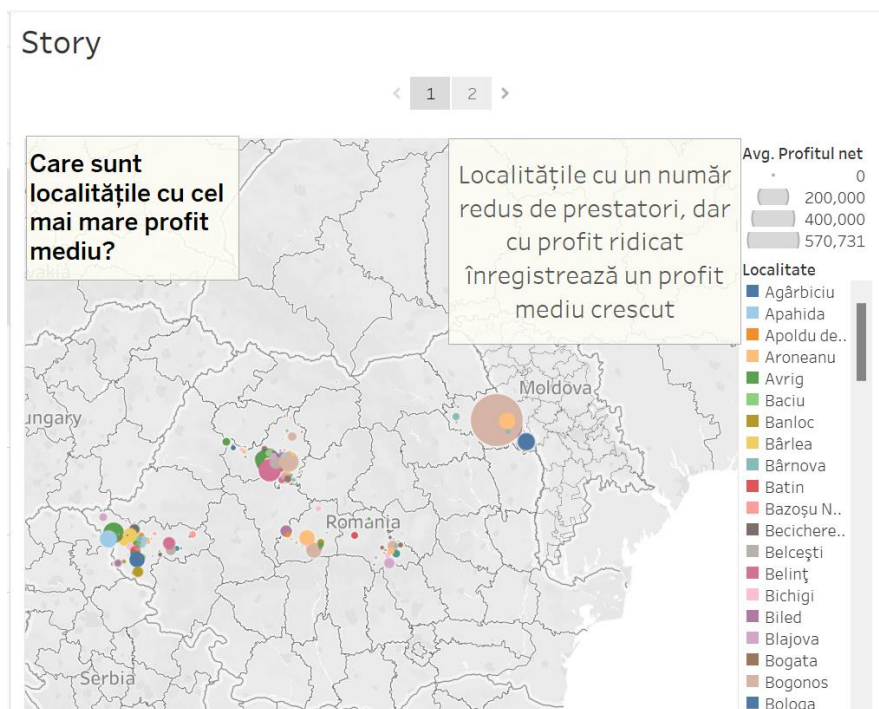 Story
1 2
Care sunt
localitățile cu cel
mai mare profit
mediu?
Localitățile cu un număr
redus de prestatori, dar
cu profit ridicat
înregistrează un profit
mediu crescut
Moldova
ungary
Romania
Serbia
Avg. Profitul net
0
200,000
400,000
570,731
Localitate
Agârbiciu
Apahida
Apoldu de..
Aroneanu
Avrig
Baciu
Banloc
Bârlea
Bârnova
Batin
Bazoșu N..
Becichere..
Belcești
Belinţ
Bichigi
Biled
Blajova
Bogata
Bogonos
Bologa